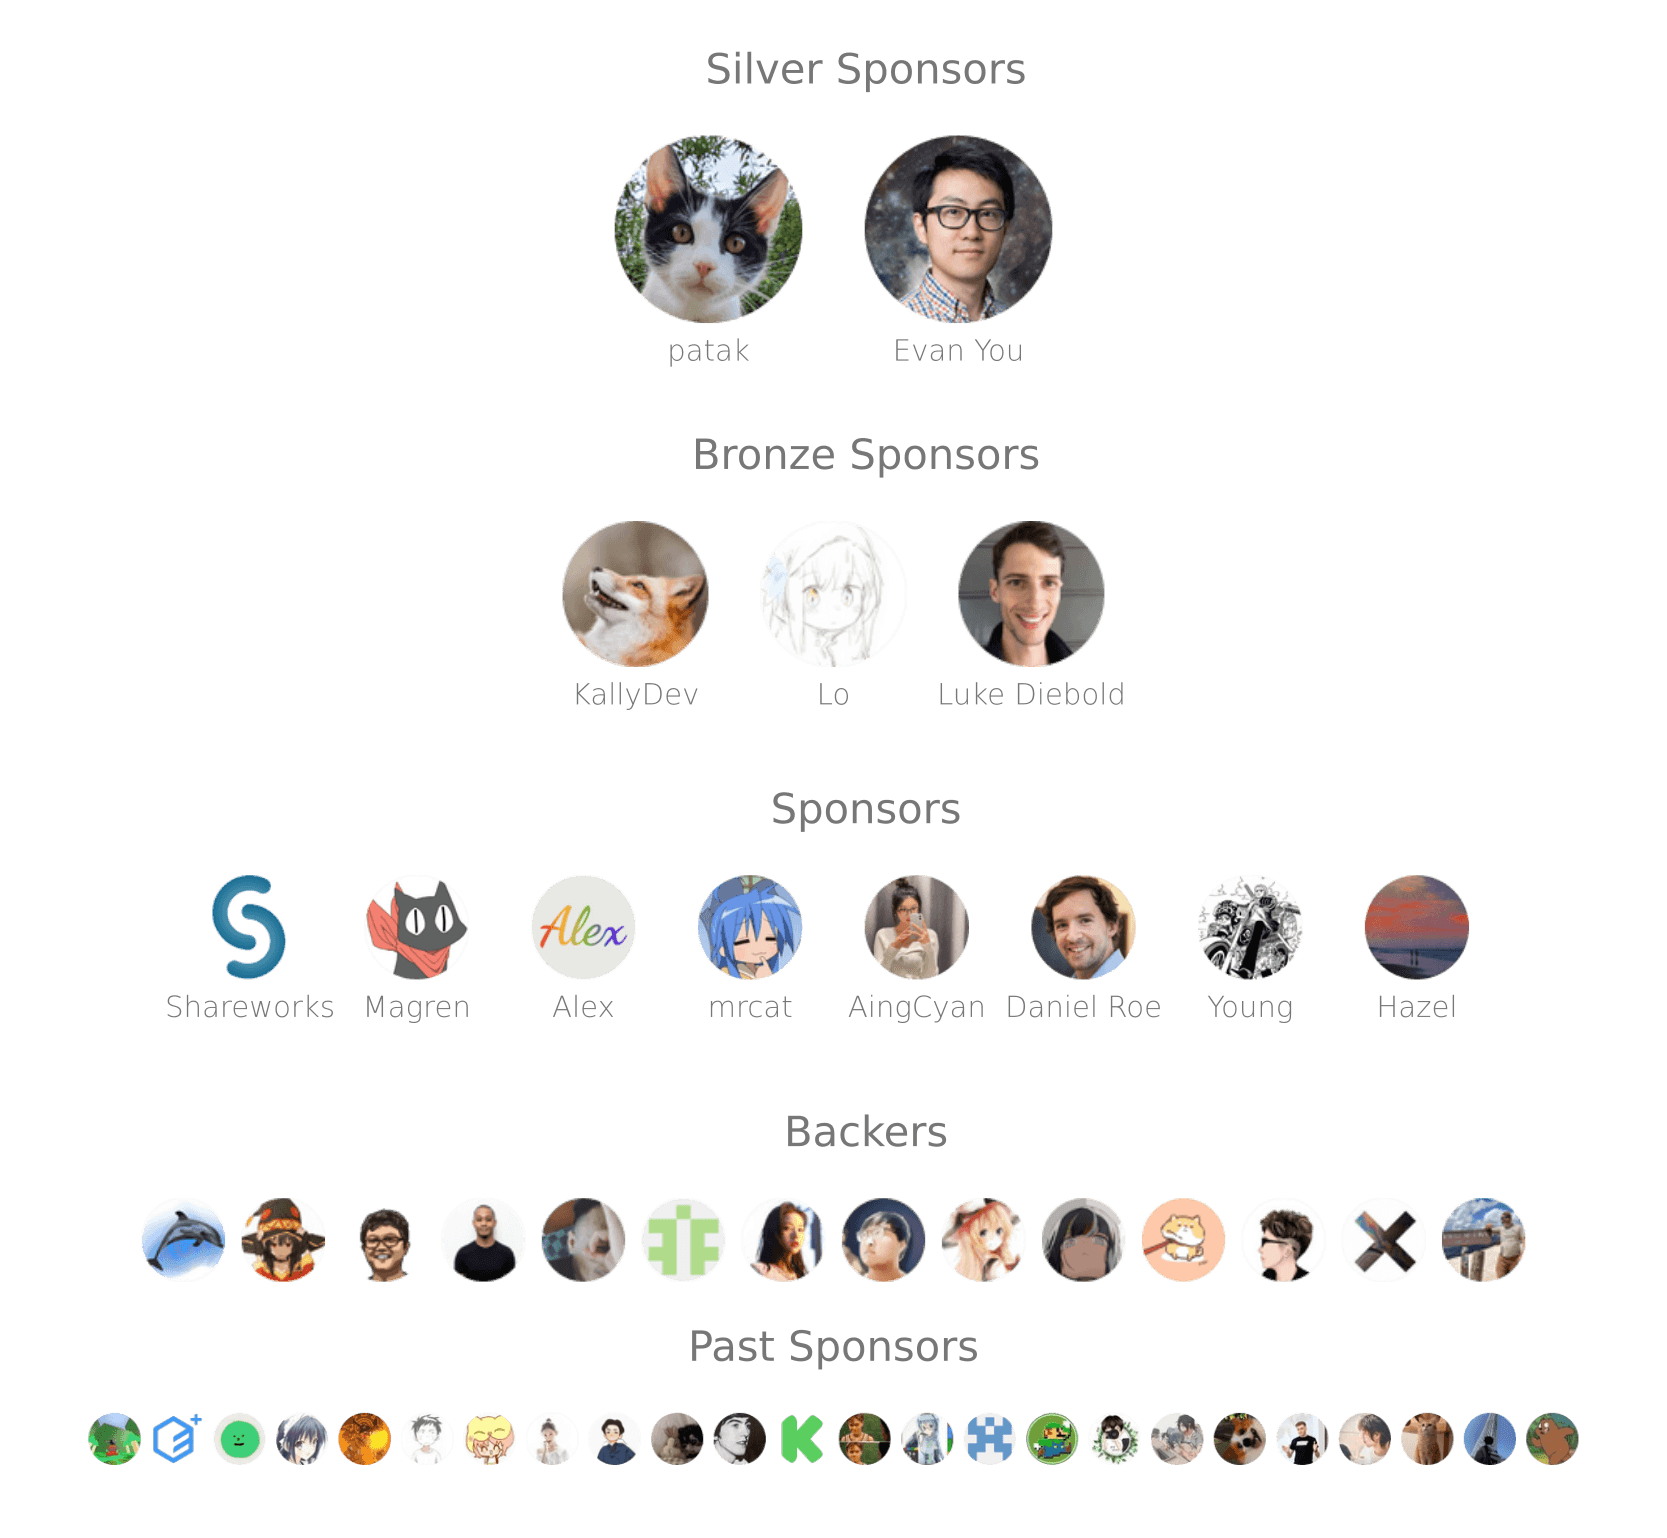 Silver Sponsors
patak Evan You
Bronze Sponsors
KallyDev Lo Luke Diebold
Sponsors
Alex
Shareworks Magren Alex mrcat AingCyan Daniel Roe Young Hazel
Backers
Past Sponsors